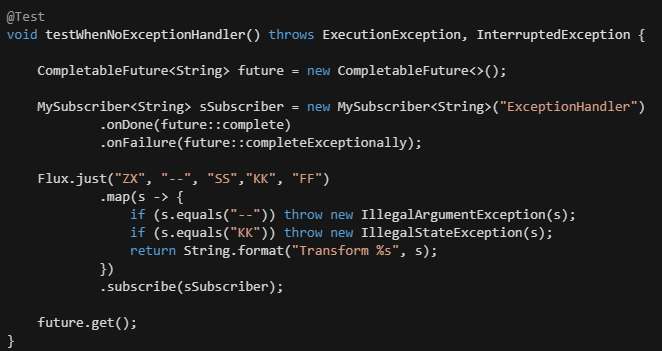 @Test
void testWhenNoExceptionHandler() throws ExecutionException, InterruptedException {
CompletableFuture<String> future = new CompletableFuture<>();
MySubscriber<String> sSubscriber = new MySubscriber<String>("ExceptionHandler")
.onDone(future::complete)
.onFailure(future::completeExceptionally);
Flux.just("ZX", "--", "SS","KK", "FF")
.map(s -> {
if (s.equals("--")) throw new IllegalArgumentException(s);
if (s.equals("KK")) throw new IllegalStateException(s);
return String.format("Transform %s", s);
})
.subscribe(sSubscriber);
future.get();
}